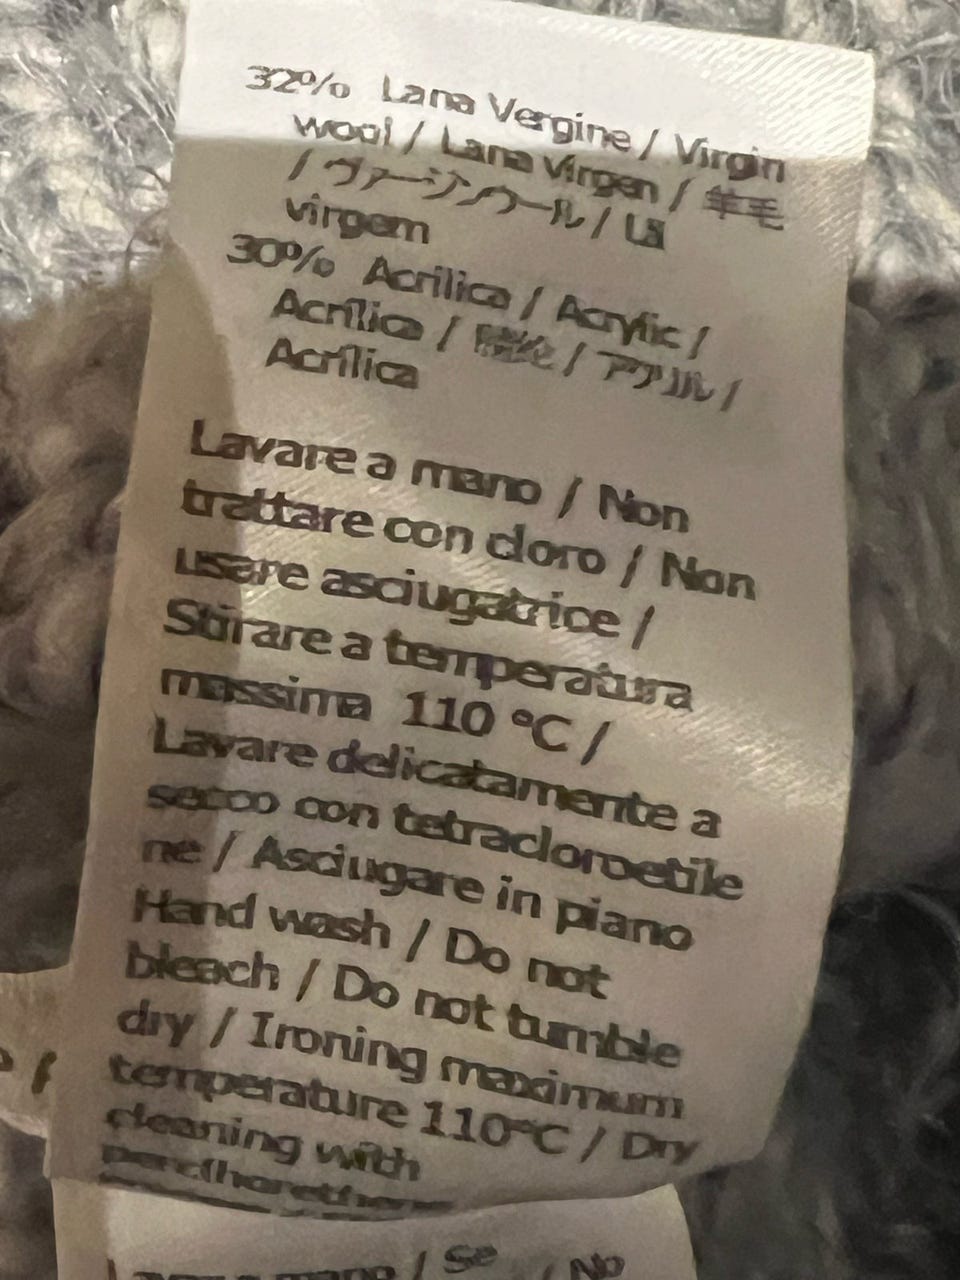 32% Lana Vergine / Virgin
wool / Lana Virgen / 羊毛
/ ヴァージンウール / Lã
virgem
30% Acrilica / Acrylic /
Acrílica / / アクリル /
Acrílica
Lavare a mano / Non
trattare con cloro / Non
usare asciugatrice /
Stirare a temperatura
massima 110 °C /
Lavare delicatamente a
secco con tetracloroetile
ne / Asciugare in piano
Hand wash / Do not
bleach / Do not tumble
dry / Ironing maximum
temperature 110°C / Dry
cleaning with
/ Se
/ No